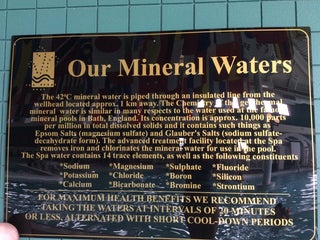 Our Mineral Waters
The 42°C mineral water is piped through an insulated line from the
wellhead located approx. 1 km away. The Chemistry of the geothermal
mineral water is similar in many respects to the water used at the famed
mineral pools in Bath, England. Its concentration is approx. 10,000 parts
per million in total dissolved solids and it contains such things as
Epsom Salts (magnesium sulfate) and Glauber's Salts (sodium sulfate-
decahydrate form). The advanced treatment facility located at the Spa
removes iron and chlorinates the mineral water for use in the pool.
The Spa water contains 14 trace elements, as well as the following constituents
*Sodium *Magnesium *Sulphate *Fluoride
*Potassium *Chloride *Boron *Silicon
*Calcium *Bicarbonate *Bromine *Strontium
FOR MAXIMUM HEALTH BENEFITS WE RECOMMEND
TAKING THE WATERS AT INTERVALS OF 20 MINUTES
OR LESS, ALTERNATED WITH SHORT COOL-DOWN PERIODS